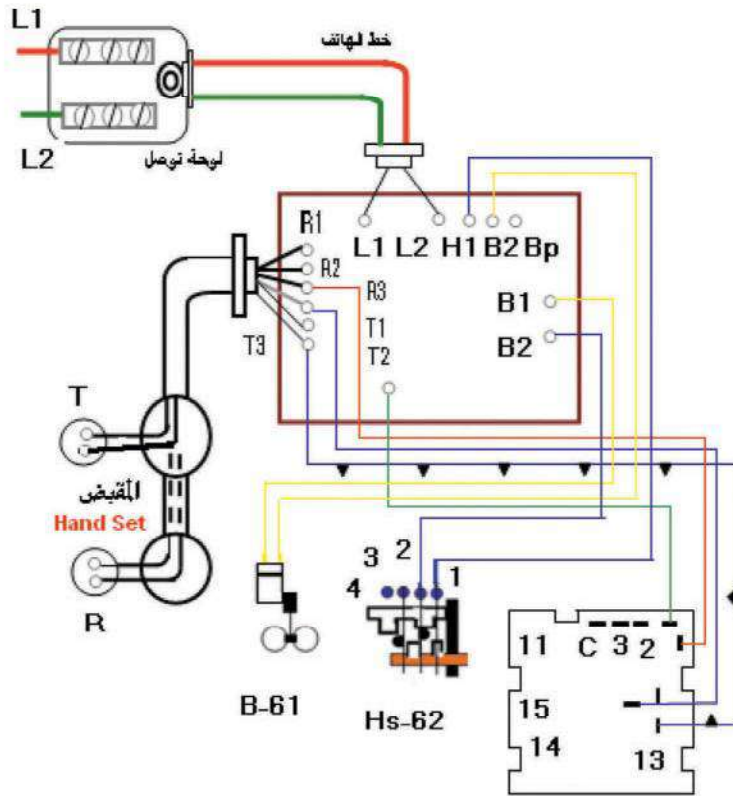 L1
خط الهاتف
L2
لوحة توصل
R1
L1 L2 H1 B2 Bp
R2
R3
B1
T1
T3
T2
B2
T
المقبض
Hand Set
R
3 2
4 1
11 C 3 2
B-61
Hs-62
15
14 13